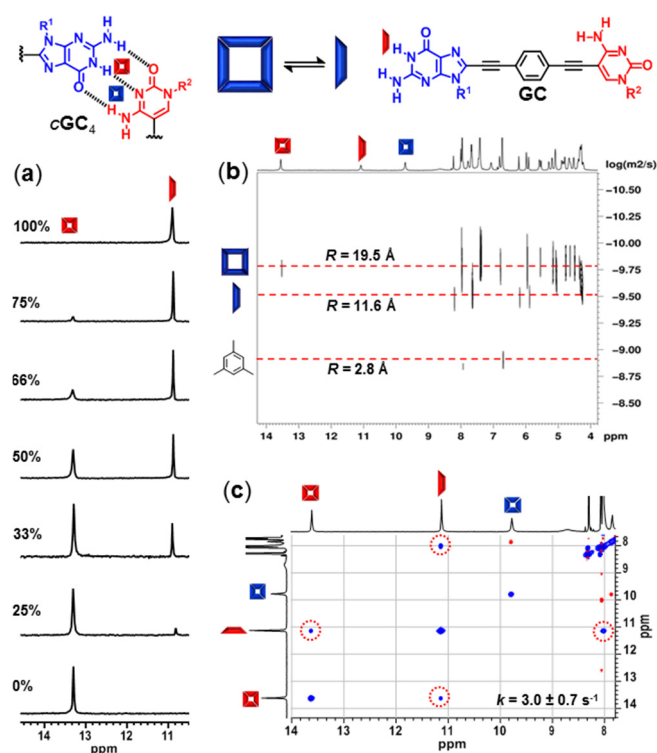 R¹
N
N
N
H
N
H
H
N
O
O
N
N
R²
H
N
H
cGC₄
O
HN
H₂N
N
N
N
R¹
GC
NH₂
N
O
N
R²
(a)
100%
75%
66%
50%
33%
25%
0%
13 12 11
ppm
(b)
log(m2/s)
-10.50
-10.25
-10.00
-9.75
-9.50
-9.25
-9.00
-8.75
-8.50
R = 19.5 Å
R = 11.6 Å
R = 2.8 Å
14 13 12 11 10 9 8 7 6 5 4
ppm
(c)
8
9
10
11
12
13
14
ppm
k = 3.0 ± 0.7 s⁻¹
14 13 12 11 10 9 8
ppm